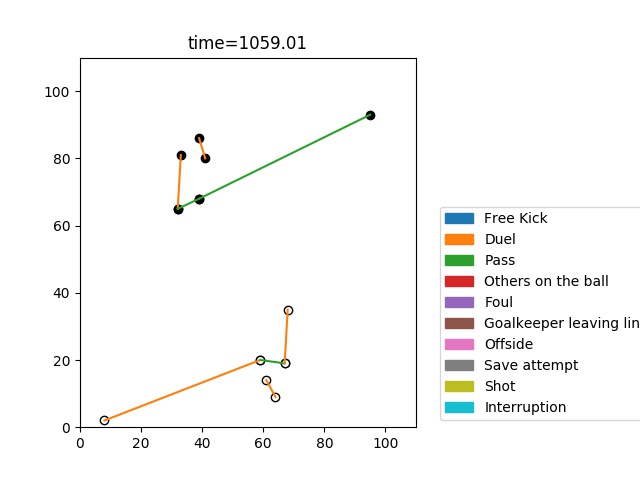 time=1059.01
100
80
60
40
20
0
0 20 40 60 80 100
Free Kick
Duel
Pass
Others on the ball
Foul
Goalkeeper leaving lin
Offside
Save attempt
Shot
Interruption